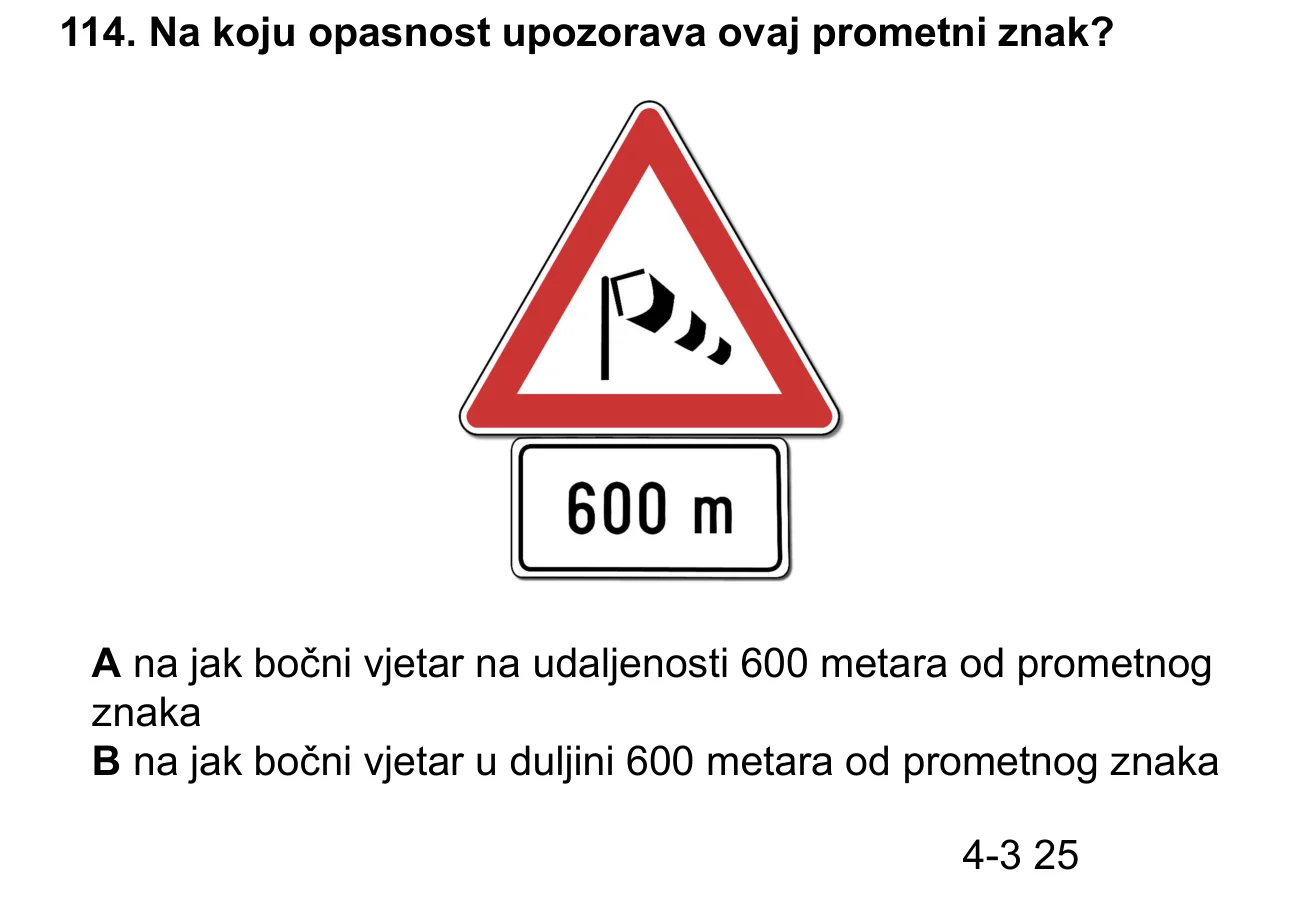 114. Na koju opasnost upozorava ovaj prometni znak?
600 m
A na jak bočni vjetar na udaljenosti 600 metara od prometnog
znaka
B na jak bočni vjetar u duljini 600 metara od prometnog znaka
4-3 25